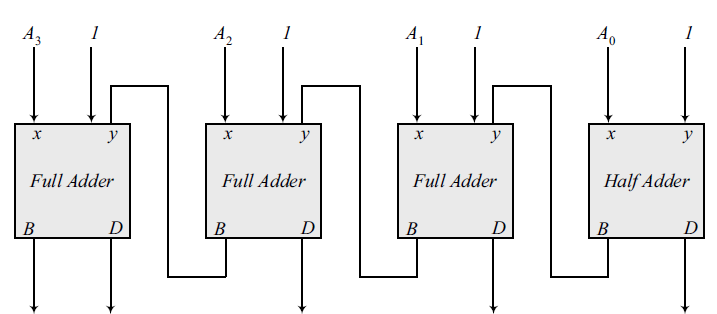 A3 1 A2 1 A1 1 A0 1
x y x y x y x y
Full Adder Full Adder Full Adder Half Adder
B D B D B D B D